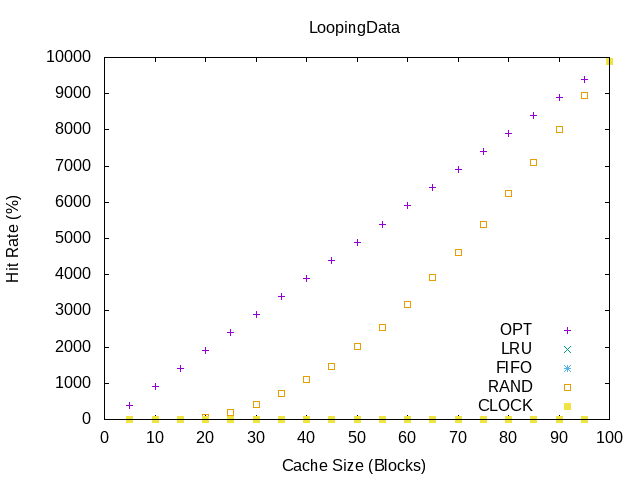 LoopingData
10000
9000
8000
7000
6000
5000
4000
3000
2000
1000
0
Hit Rate (%)
OPT
LRU
FIFO
RAND
CLOCK
0 10 20 30 40 50 60 70 80 90 100
Cache Size (Blocks)